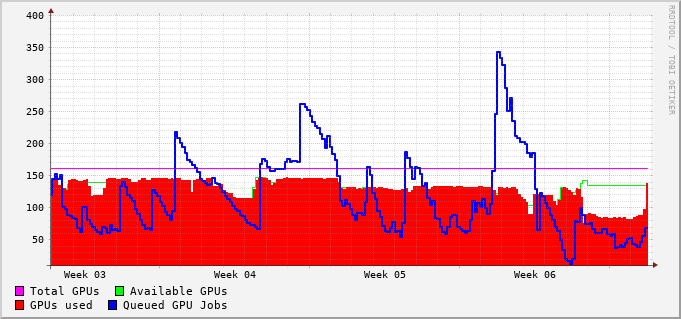 400
350
300
250
200
150
100
50
Week 03 Week 04 Week 05 Week 06
Total GPUs Available GPUs
GPUs used Queued GPU Jobs
RRDTOOL / TOBI OETIKER